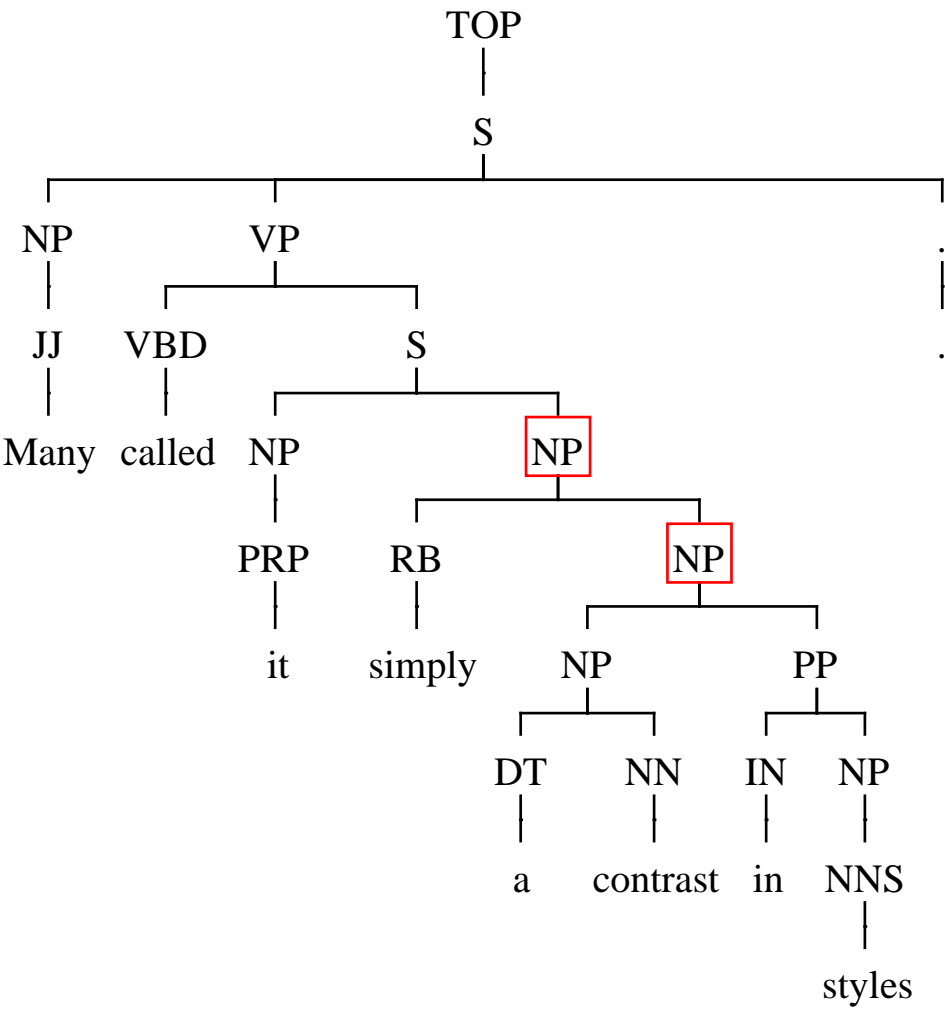 TOP
S
NP VP .
JJ VBD S .
Many called NP NP
PRP RB NP
it simply NP PP
DT NN IN NP
a contrast in NNS
styles